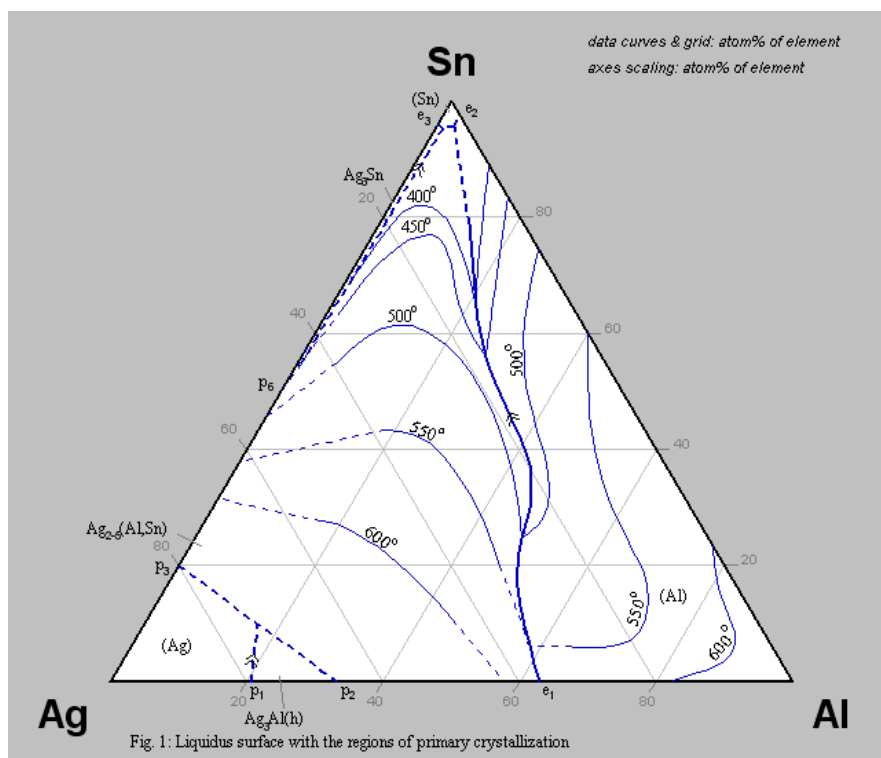 data curves & grid: atom% of element
axes scaling: atom% of element
Sn
(Sn)
e3
e2
Ag3Sn
20
400°
80
450°
40
500°
60
500°
p6
60
550°
40
Ag2-5(Al,Sn)
80
600°
20
p3
(Ag)
(Al)
550°
600°
20
p1
p2
40
60
e1
80
Ag3Al(h)
Ag
Al
Fig. 1: Liquidus surface with the regions of primary crystallization